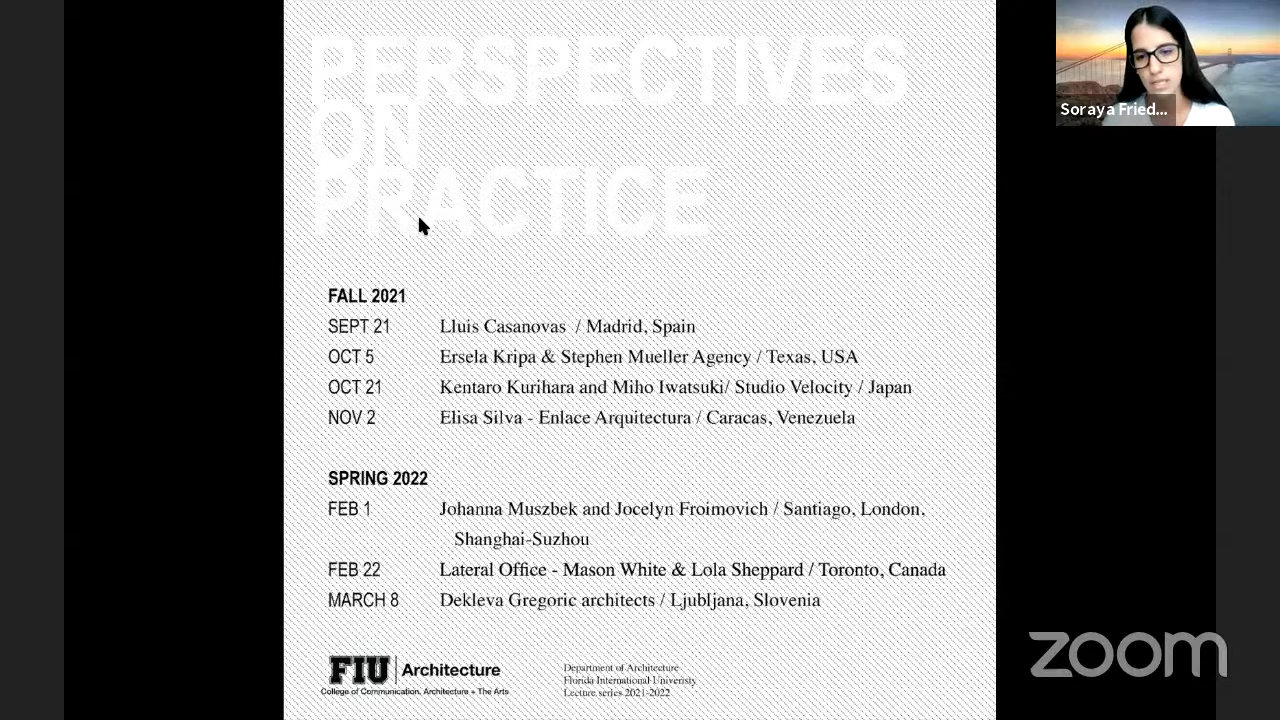 PERSPECTIVES
ON
PRACTICE
Soraya Fried...
FALL 2021
SEPT 21 Lluis Casanovas / Madrid, Spain
OCT 5 Ersela Kripa & Stephen Mueller Agency / Texas, USA
OCT 21 Kentaro Kurihara and Miho Iwatsuki/ Studio Velocity / Japan
NOV 2 Elisa Silva - Enlace Arquitectura / Caracas, Venezuela
SPRING 2022
FEB 1 Johanna Muszbek and Jocelyn Froimovich / Santiago, London,
Shanghai-Suzhou
FEB 22 Lateral Office - Mason White & Lola Sheppard / Toronto, Canada
MARCH 8 Dekleva Gregoric architects / Ljubljana, Slovenia
FIU Architecture
College of Communication, Architecture + The Arts
Department of Architecture
Florida International Univeristy
Lecture series 2021-2022
zoom